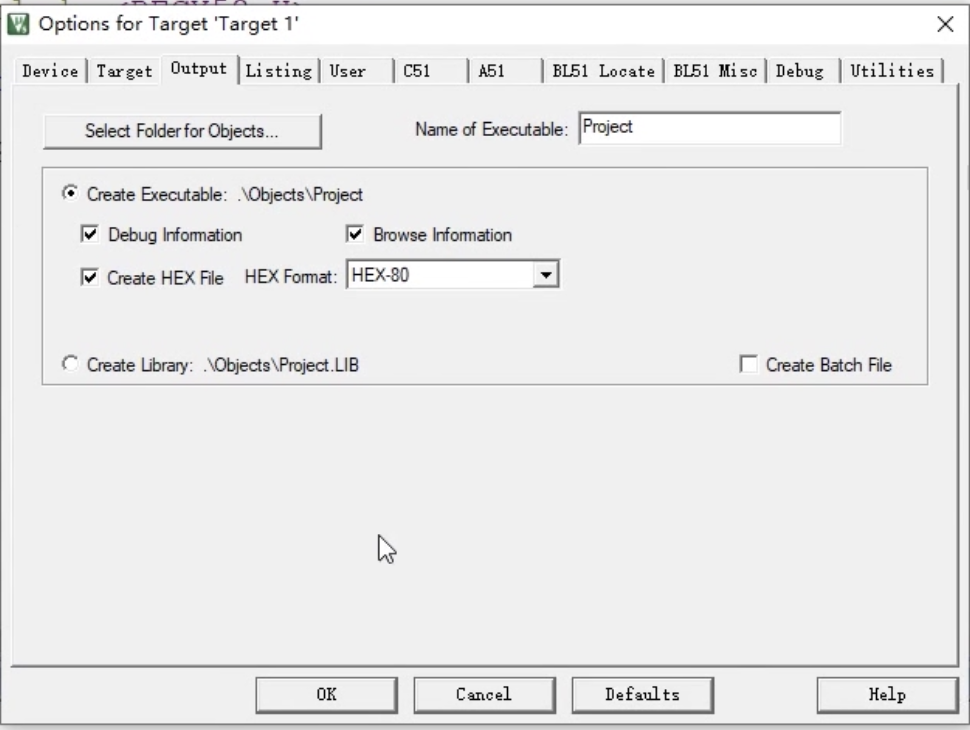 Options for Target 'Target 1'
Device Target Output Listing User C51 A51 BL51 Locate BL51 Misc Debug Utilities
Select Folder for Objects... Name of Executable: Project
Create Executable: .\Objects\Project
Debug Information Browse Information
Create HEX File HEX Format: HEX-80
Create Library: .\Objects\Project.LIB Create Batch File
OK Cancel Defaults Help